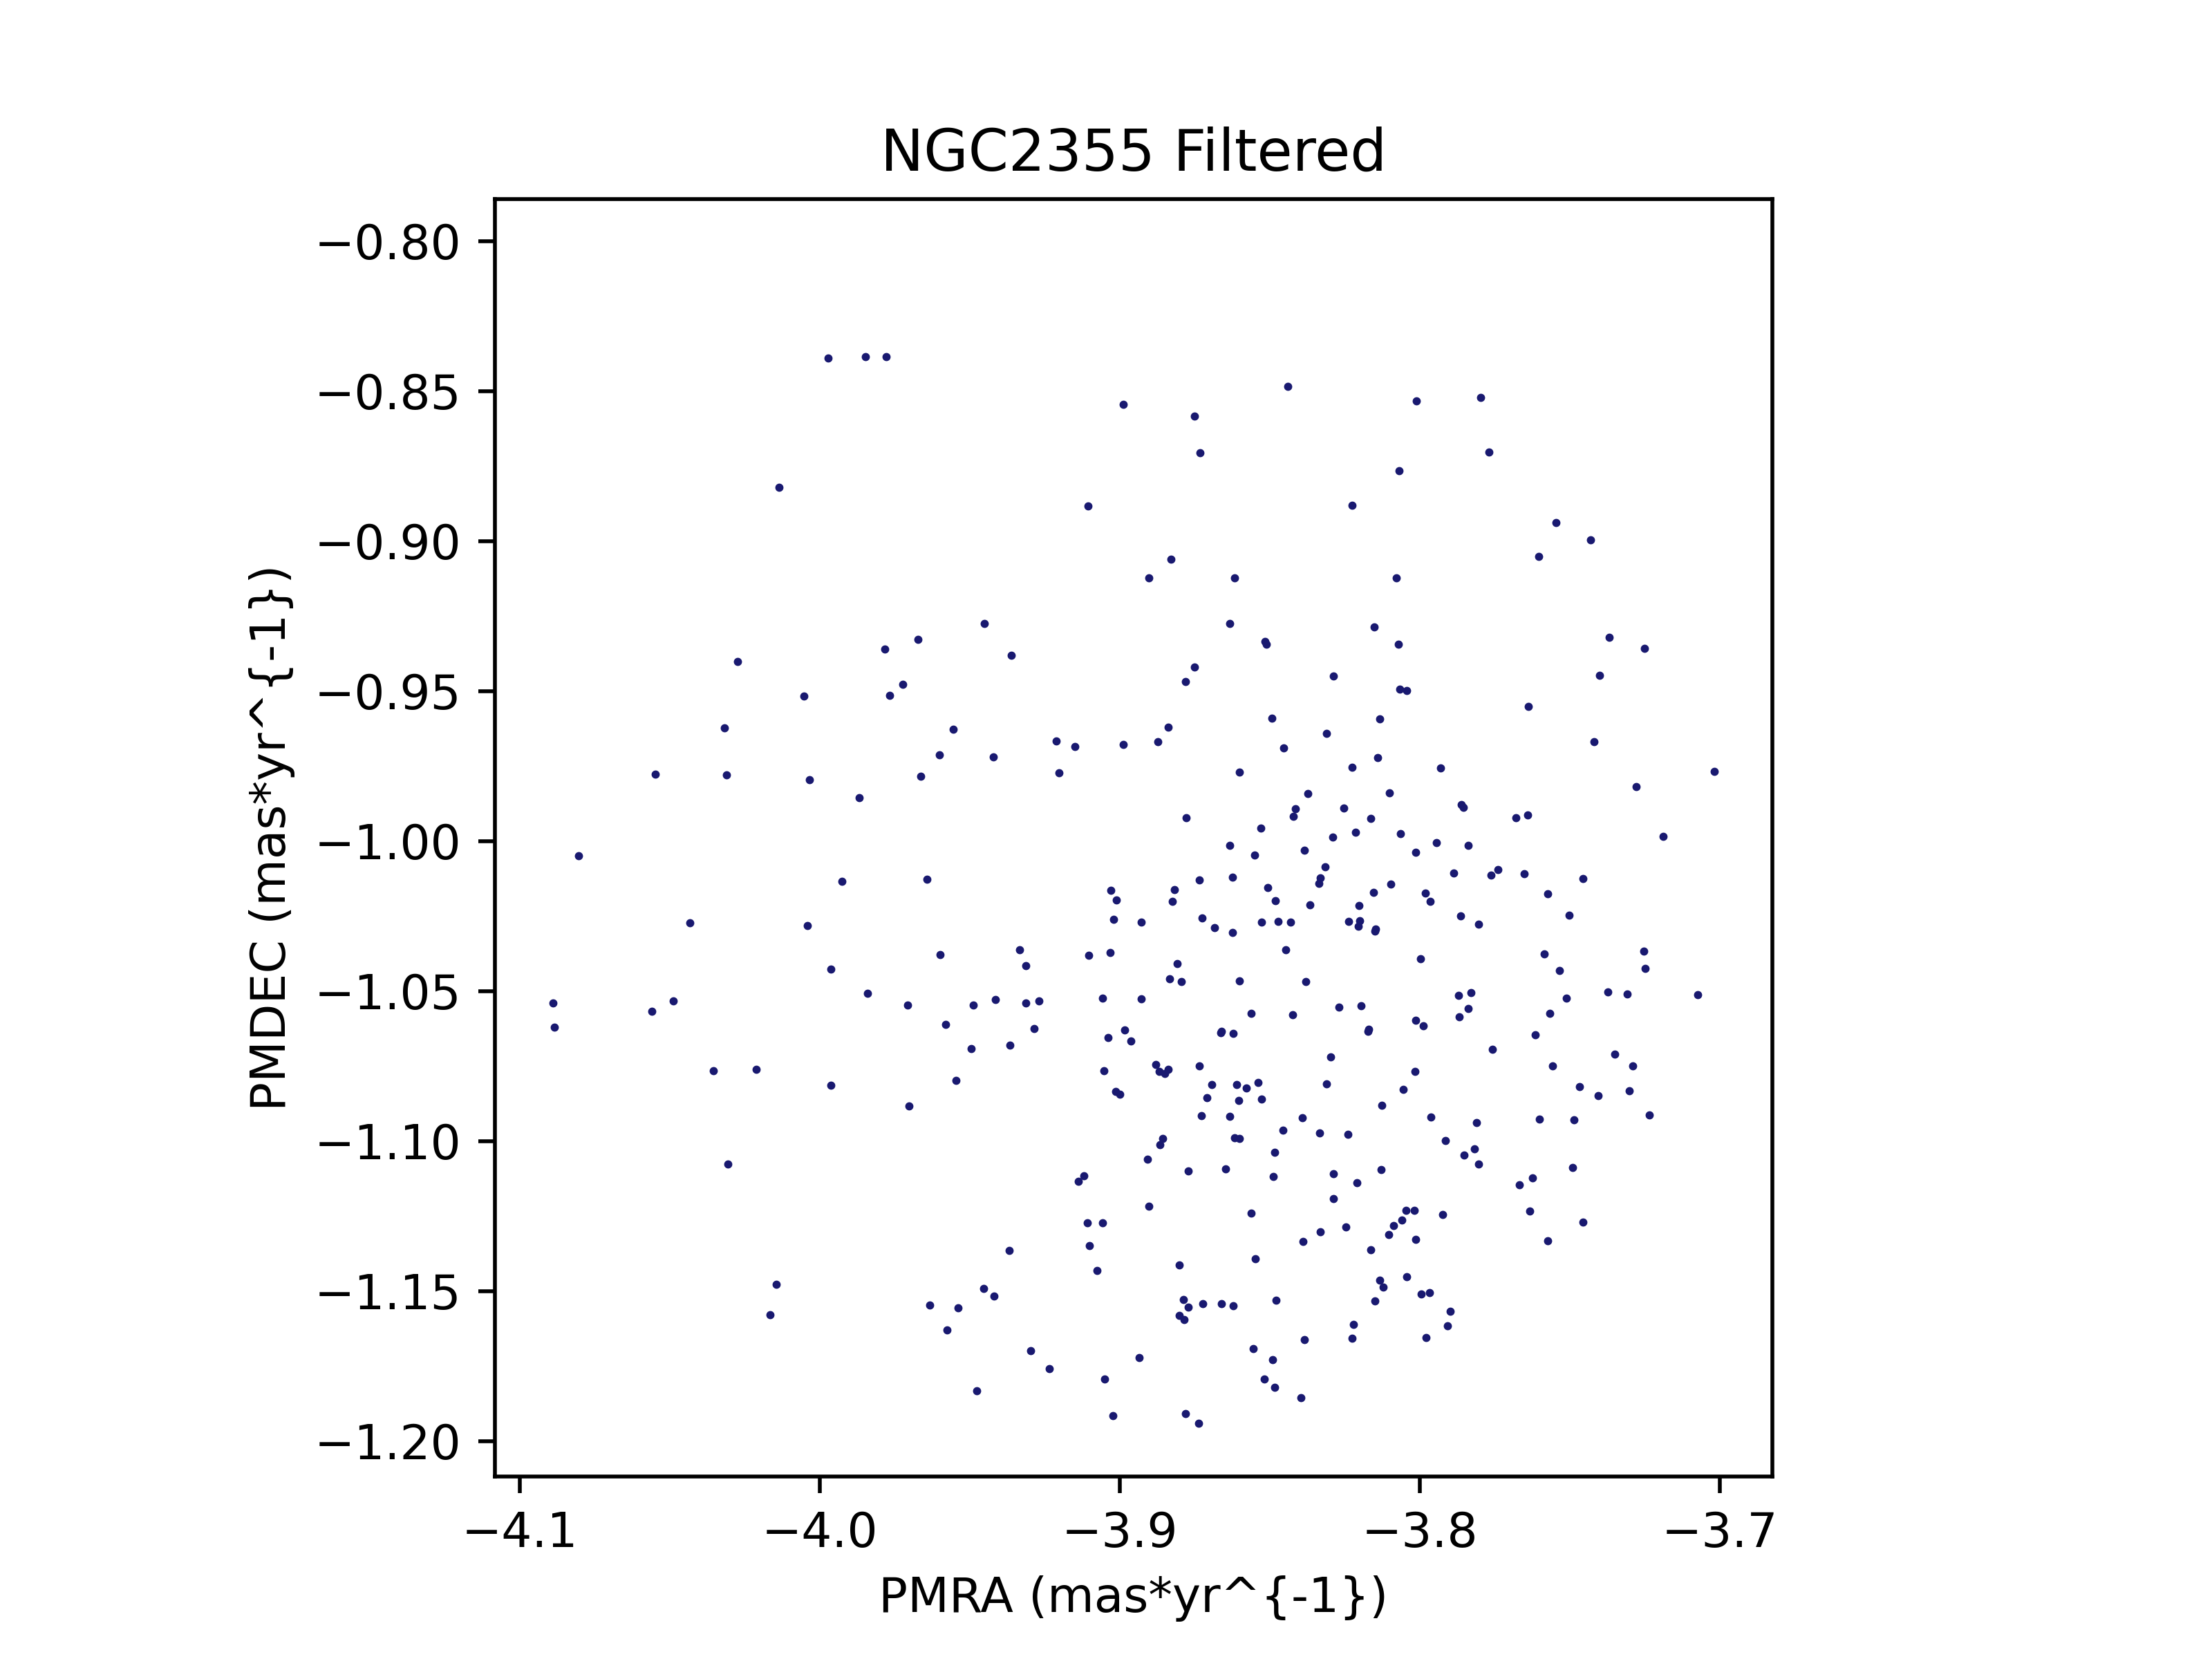 NGC2355 Filtered
−0.80
−0.85
−0.90
−0.95
−1.00
−1.05
−1.10
−1.15
−1.20
PMDEC (mas*yr^{-1})
−4.1 −4.0 −3.9 −3.8 −3.7
PMRA (mas*yr^{-1})